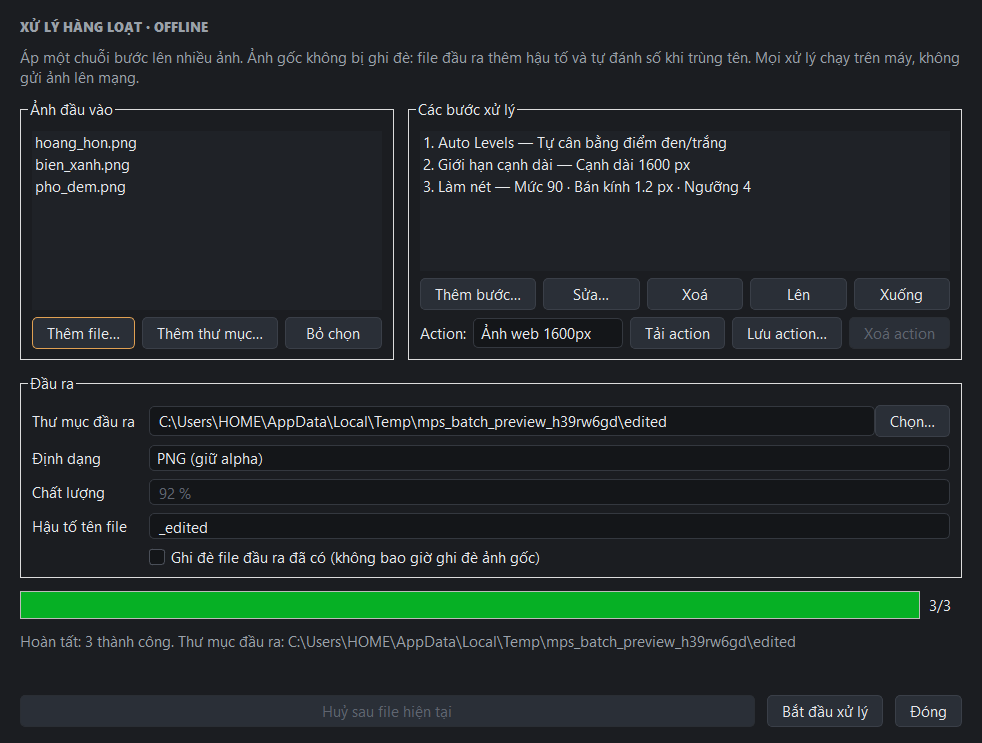 XỬ LÝ HÀNG LOẠT · OFFLINE
Áp một chuỗi bước lên nhiều ảnh. Ảnh gốc không bị ghi đè: file đầu ra thêm hậu tố và tự đánh số khi trùng tên. Mọi xử lý chạy trên máy, không
gửi ảnh lên mạng.
Ảnh đầu vào
hoang_hon.png
bien_xanh.png
pho_dem.png
Thêm file...
Thêm thư mục...
Bỏ chọn
Các bước xử lý
1. Auto Levels — Tự cân bằng điểm đen/trắng
2. Giới hạn cạnh dài — Cạnh dài 1600 px
3. Làm nét — Mức 90 · Bán kính 1.2 px · Ngưỡng 4
Thêm bước...
Sửa...
Xoá
Lên
Xuống
Action:
Ảnh web 1600px
Tải action
Lưu action...
Xoá action
Đầu ra
Thư mục đầu ra
C:\Users\HOME\AppData\Local\Temp\mps_batch_preview_h39rw6gd\edited
Chọn...
Định dạng
PNG (giữ alpha)
Chất lượng
92 %
Hậu tố tên file
_edited
Ghi đè file đầu ra đã có (không bao giờ ghi đè ảnh gốc)
3/3
Hoàn tất: 3 thành công. Thư mục đầu ra: C:\Users\HOME\AppData\Local\Temp\mps_batch_preview_h39rw6gd\edited
Huỷ sau file hiện tại
Bắt đầu xử lý
Đóng